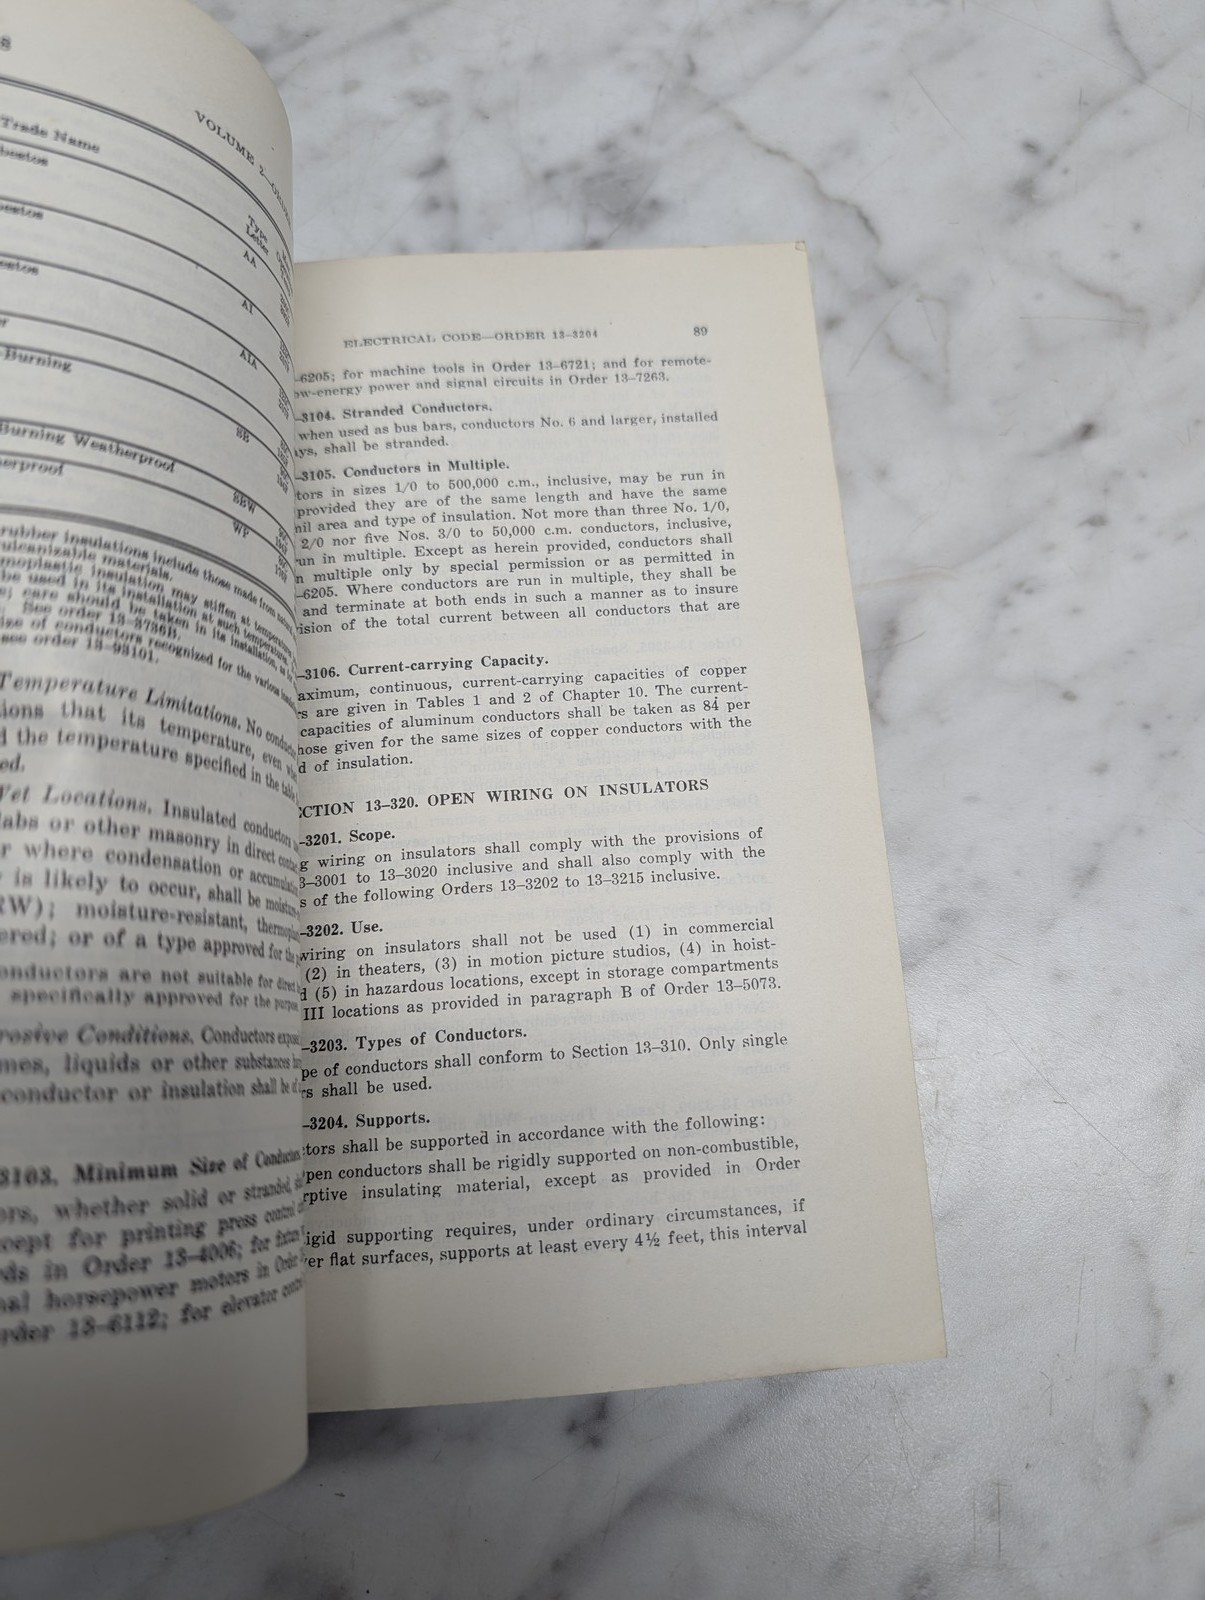 8
VOLUME 2—
Trade Name
Type
Letter
AA
AI
AIA
-Burning
SB
Burning Weatherproof
SBW
erproof
WP
rubber insulations include those made from
ulcanizable materials.
moplastic insulation may stiffen at temperatures
be used in its installation at such temperatures.
; care should be taken in its installation,
See order 13-3736B.
ize of conductors recognized for the various
see order 13-93101.
Temperature Limitations. No conductor
ions that its temperature, even
d the temperature specified in the table
ed.
Wet Locations. Insulated conductors
labs or other masonry in direct
r where condensation or accumulation
is likely to occur, shall be moisture-
RW); moisture-resistant,
ered; or of a type approved for the
onductors are not suitable for direct
specifically approved for the purpose
rosive Conditions. Conductors
mes, liquids or other substances
conductor or insulation shall be of
3103. Minimum Size of Conductors
ors, whether solid or stranded,
cept for printing press control
ds in Order 13-4006; for
nal horsepower motors in Order
rder 13-6112; for elevator
ELECTRICAL CODE—ORDER 13-3204 89
-6205; for machine tools in Order 13-6721; and for remote-
ow-energy power and signal circuits in Order 13-7263.
-3104. Stranded Conductors.
when used as bus bars, conductors No. 6 and larger, installed
ays, shall be stranded.
-3105. Conductors in Multiple.
tors in sizes 1/0 to 500,000 c.m., inclusive, may be run in
provided they are of the same length and have the same
mil area and type of insulation. Not more than three No. 1/0,
2/0 nor five Nos. 3/0 to 50,000 c.m. conductors, inclusive,
run in multiple. Except as herein provided, conductors shall
n multiple only by special permission or as permitted in
-6205. Where conductors are run in multiple, they shall be
and terminate at both ends in such a manner as to insure
ision of the total current between all conductors that are
-3106. Current-carrying Capacity.
aximum, continuous, current-carrying capacities of copper
rs are given in Tables 1 and 2 of Chapter 10. The current-
capacities of aluminum conductors shall be taken as 84 per
hose given for the same sizes of copper conductors with the
d of insulation.
ECTION 13-320. OPEN WIRING ON INSULATORS
-3201. Scope.
g wiring on insulators shall comply with the provisions of
3-3001 to 13-3020 inclusive and shall also comply with the
s of the following Orders 13-3202 to 13-3215 inclusive.
-3202. Use.
wiring on insulators shall not be used (1) in commercial
(2) in theaters, (3) in motion picture studios, (4) in hoist-
d (5) in hazardous locations, except in storage compartments
III locations as provided in paragraph B of Order 13-5073.
-3203. Types of Conductors.
pe of conductors shall conform to Section 13-310. Only single
rs shall be used.
-3204. Supports.
tors shall be supported in accordance with the following:
pen conductors shall be rigidly supported on non-combustible,
rptive insulating material, except as provided in Order
igid supporting requires, under ordinary circumstances, if
er flat surfaces, supports at least every 4½ feet, this interval